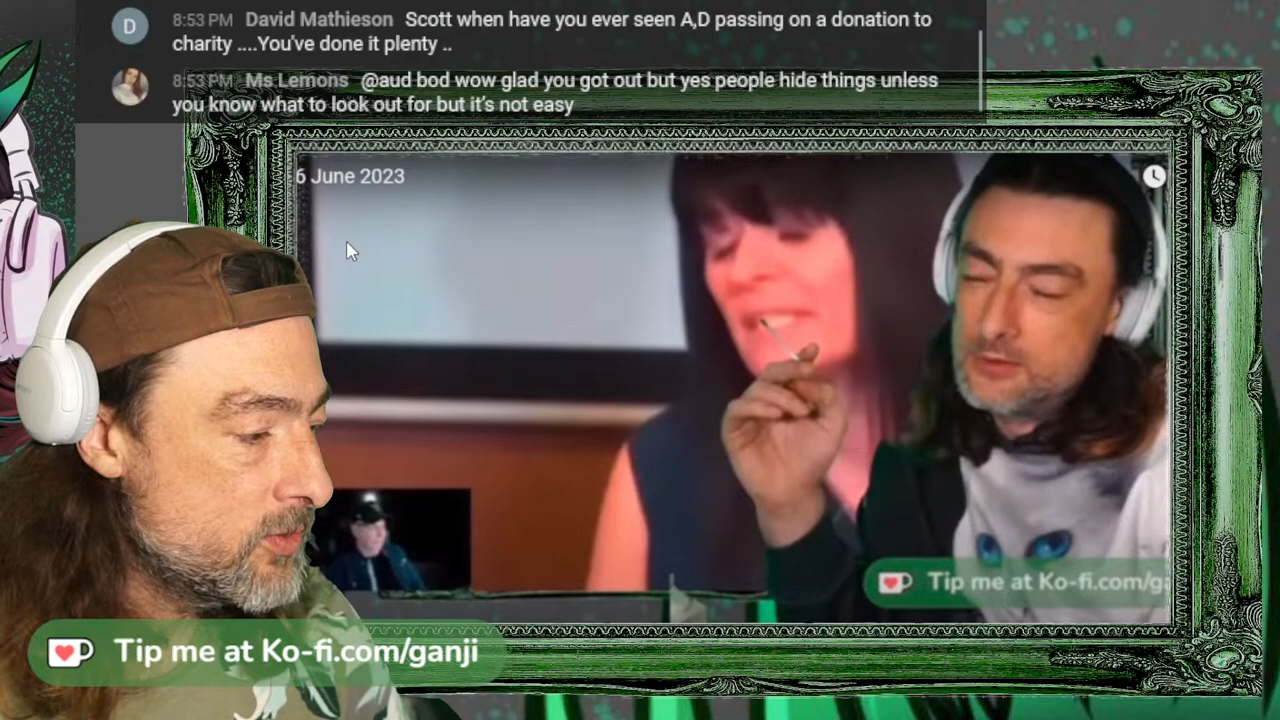 D 8:53 PM David Mathieson Scott when have you ever seen A,D passing on a donation to
charity ....You've done it plenty ..
8:53 PM Ms Lemons @aud bod wow glad you got out but yes people hide things unless
you know what to look out for but it's not easy
6 June 2023
Tip me at Ko-fi.com/ga
Tip me at Ko-fi.com/ganji